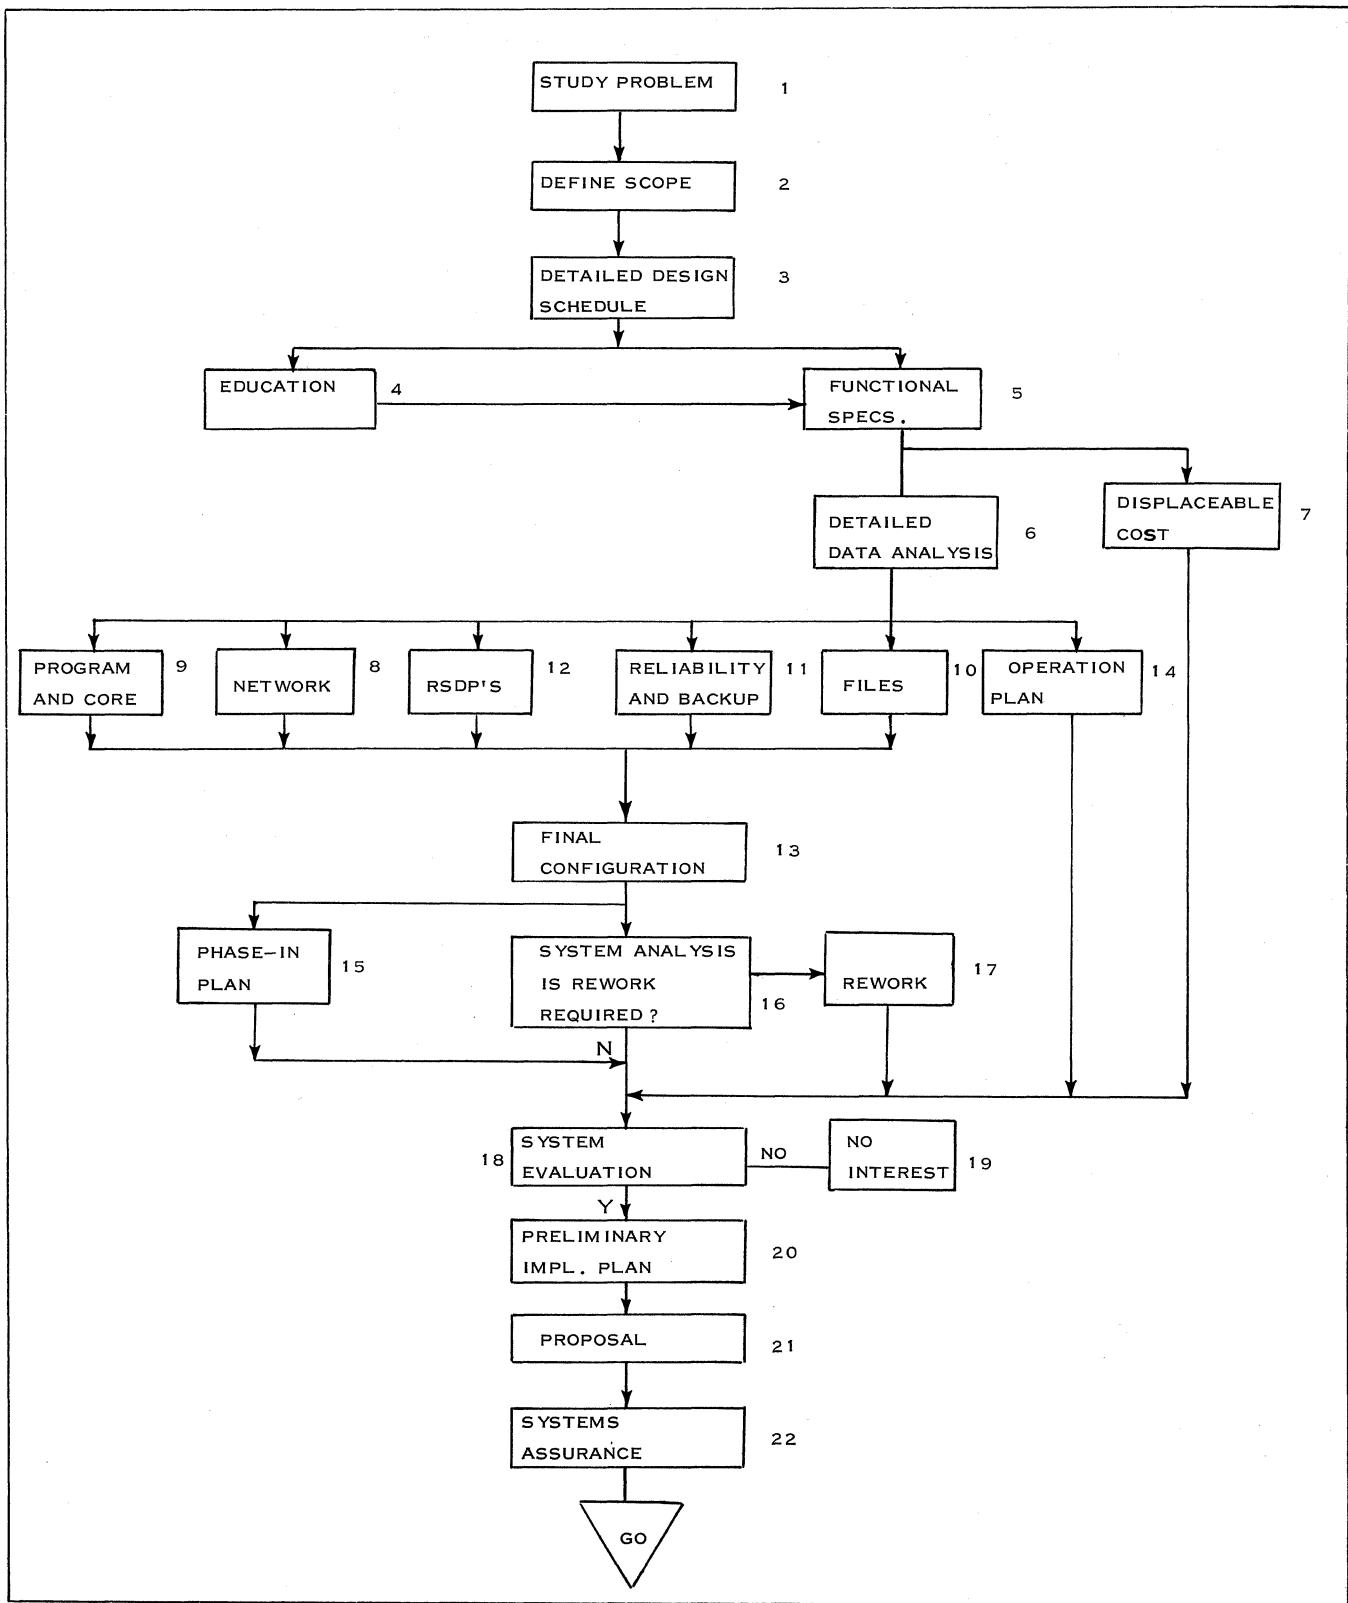 STUDY PROBLEM
1
DEFINE SCOPE
2
DETAILED DESIGN
SCHEDULE
3
EDUCATION
4
FUNCTIONAL
SPECS.
5
DETAILED
DATA ANALYSIS
6
DISPLACEABLE
COST
7
PROGRAM
AND CORE
9
NETWORK
8
RSDP'S
12
RELIABILITY
AND BACKUP
11
FILES
10
OPERATION
PLAN
14
FINAL
CONFIGURATION
13
PHASE-IN
PLAN
15
SYSTEM ANALYSIS
IS REWORK
REQUIRED?
16
REWORK
17
N
18
SYSTEM
EVALUATION
NO
NO
INTEREST
19
Y
PRELIMINARY
IMPL. PLAN
20
PROPOSAL
21
SYSTEMS
ASSURANCE
22
GO